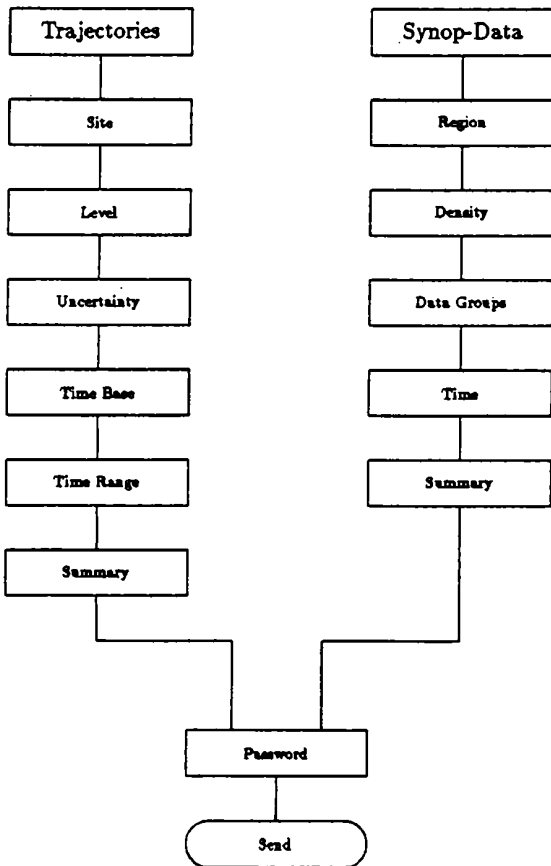 Trajectories
Site
Level
Uncertainty
Time Base
Time Range
Summary
Synop-Data
Region
Density
Data Groups
Time
Summary
Password
Send